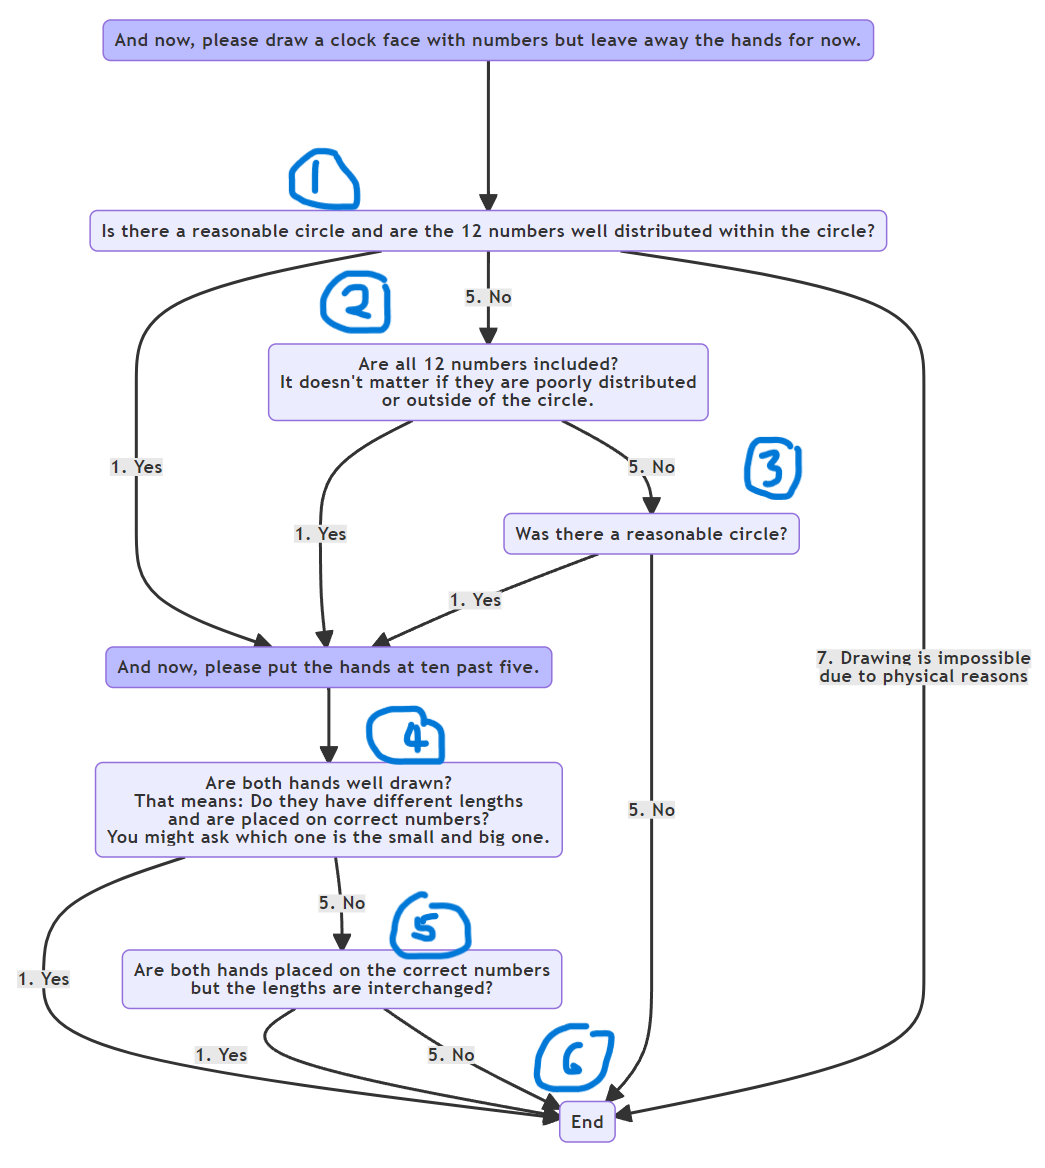 And now, please draw a clock face with numbers but leave away the hands for now.
1
Is there a reasonable circle and are the 12 numbers well distributed within the circle?
2
5. No
Are all 12 numbers included?
It doesn't matter if they are poorly distributed
or outside of the circle.
1. Yes
5. No
3
1. Yes
Was there a reasonable circle?
1. Yes
And now, please put the hands at ten past five.
7. Drawing is impossible
due to physical reasons
4
Are both hands well drawn?
That means: Do they have different lengths
and are placed on correct numbers?
You might ask which one is the small and big one.
5. No
5. No
5
1. Yes
Are both hands placed on the correct numbers
but the lengths are interchanged?
1. Yes
5. No
6
End